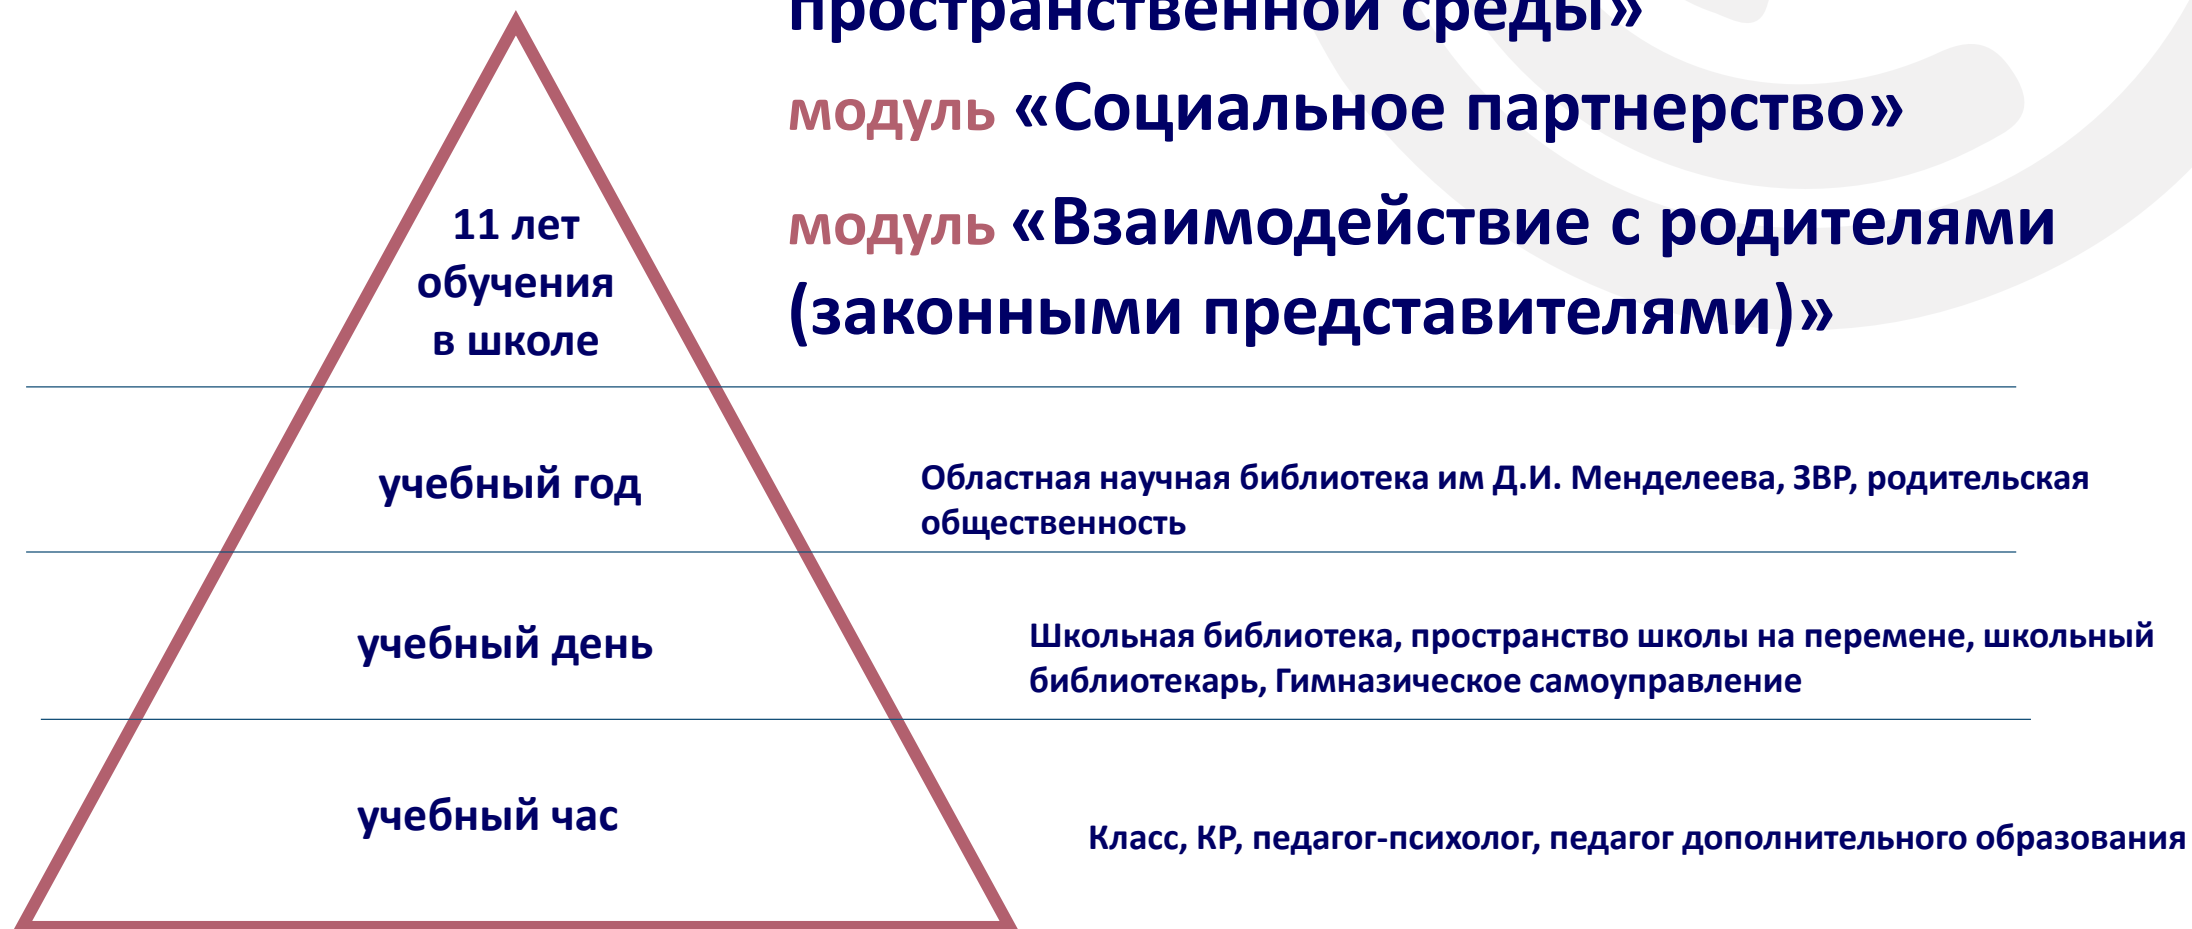 пространственной среды»
модуль «Социальное партнерство»
модуль «Взаимодействие с родителями
(законными представителями)»
11 лет
обучения
в школе
учебный год
Областная научная библиотека им Д.И. Менделеева, ЗВР, родительская
общественность
учебный день
Школьная библиотека, пространство школы на перемене, школьный
библиотекарь, Гимназическое самоуправление
учебный час
Класс, КР, педагог-психолог, педагог дополнительного образования